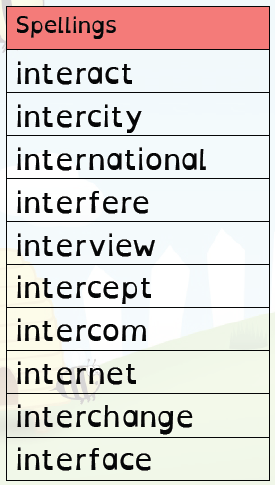 Spellings
interact
intercity
international
interfere
interview
intercept
intercom
internet
interchange
interface